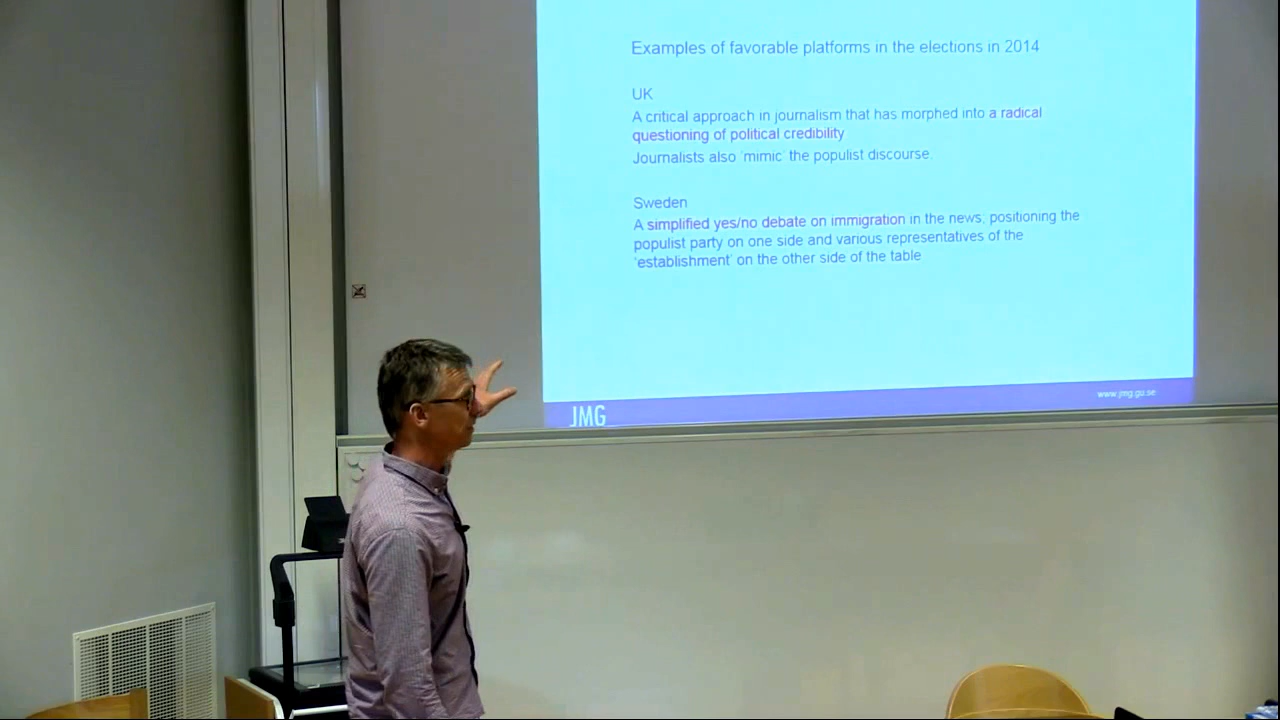 Examples of favorable platforms in the elections in 2014
UK
A critical approach in journalism that has morphed into a radical
questioning of political credibility
Journalists also 'mimic' the populist discourse.
Sweden
A simplified yes/no debate on immigration in the news; positioning the
populist party on one side and various representatives of the
'establishment' on the other side of the table
JMG
www.jmg.gu.se